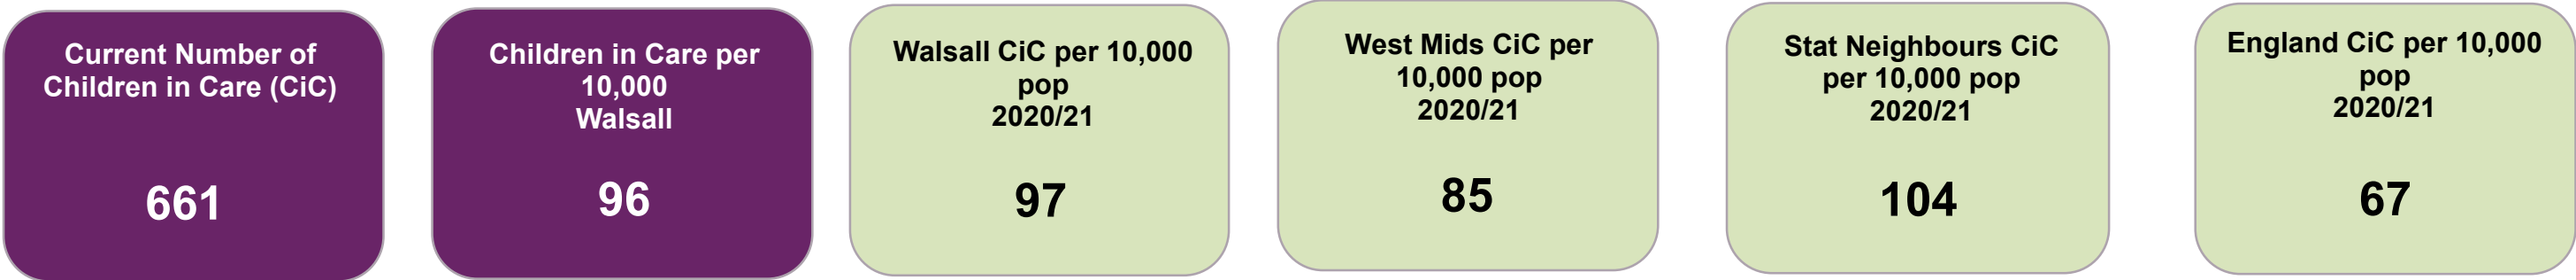 Current Number of
Children in Care (CiC)
661
Children in Care per
10,000
Walsall
96
Walsall CiC per 10,000
pop
2020/21
97
West Mids CiC per
10,000 pop
2020/21
85
Stat Neighbours CiC
per 10,000 pop
2020/21
104
England CiC per 10,000
pop
2020/21
67